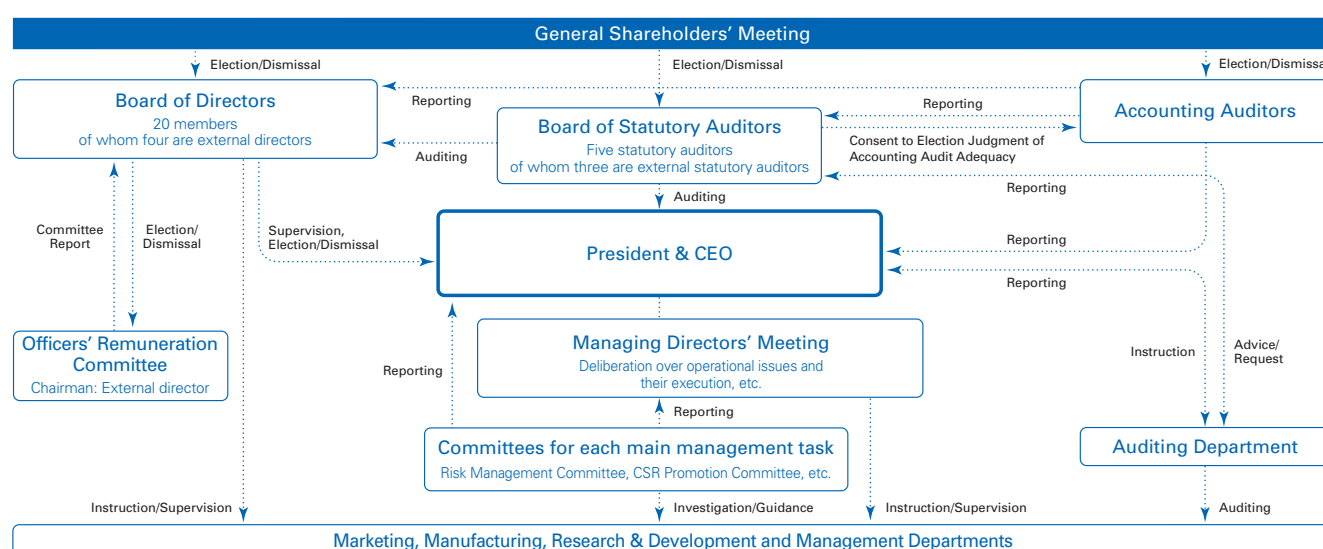 General Shareholders' Meeting
Election/Dismissal
Election/Dismissal
Election/Dismissa
Board of Directors
20 members
of whom four are external directors
Reporting
Reporting
Accounting Auditors
Board of Statutory Auditors
Five statutory auditors
of whom three are external statutory auditors
Auditing
Consent to Election Judgment of
Accounting Audit Adequacy
Reporting
Auditing
Committee
Report
Election/
Dismissal
Supervision,
Election/Dismissal
President & CEO
Reporting
Reporting
Officers' Remuneration
Committee
Chairman: External director
Managing Directors' Meeting
Deliberation over operational issues and
their execution, etc.
Reporting
Instruction
Advice/
Request
Reporting
Committees for each main management task
Risk Management Committee, CSR Promotion Committee, etc.
Auditing Department
Instruction/Supervision
Investigation/Guidance
Instruction/Supervision
Auditing
Marketing, Manufacturing, Research & Development and Management Departments